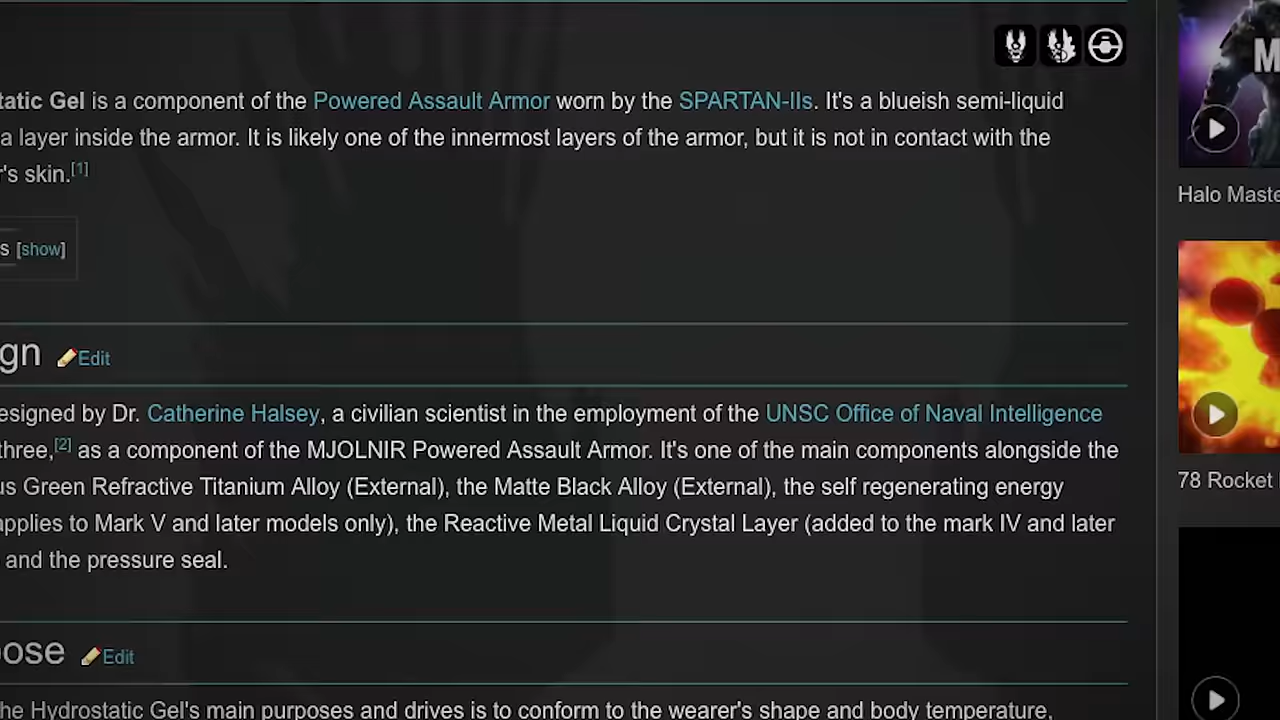 tatic Gel is a component of the Powered Assault Armor worn by the SPARTAN-IIs. It's a blueish semi-liquid
a layer inside the armor. It is likely one of the innermost layers of the armor, but it is not in contact with the
r's skin.[1]
s [show]
gn Edit
esigned by Dr. Catherine Halsey, a civilian scientist in the employment of the UNSC Office of Naval Intelligence
three,[2] as a component of the MJOLNIR Powered Assault Armor. It's one of the main components alongside the
us Green Refractive Titanium Alloy (External), the Matte Black Alloy (External), the self regenerating energy
applies to Mark V and later models only), the Reactive Metal Liquid Crystal Layer (added to the mark IV and later
and the pressure seal.
ose Edit
he Hydrostatic Gel's main purposes and drives is to conform to the wearer's shape and body temperature,
M
Halo Maste
78 Rocket